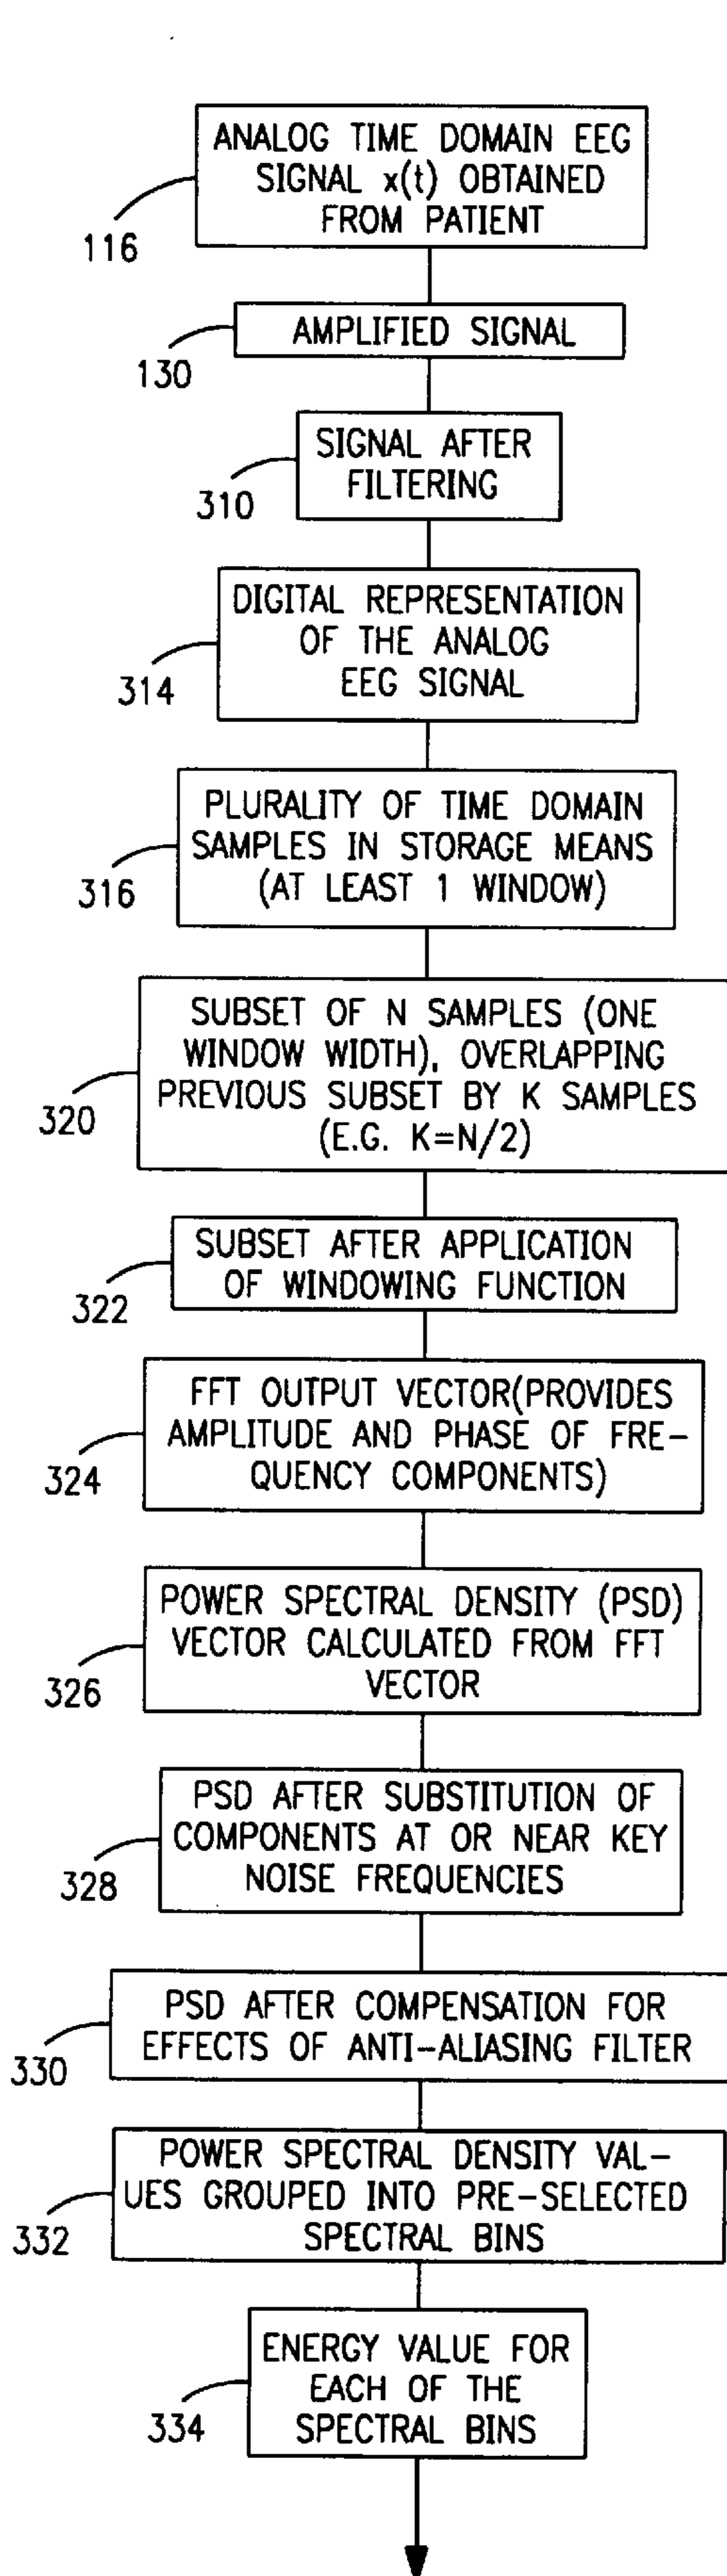 ANALOG TIME DOMAIN EEG
SIGNAL x(t) OBTAINED
FROM PATIENT
116
AMPLIFIED SIGNAL
130
SIGNAL AFTER
FILTERING
310
DIGITAL REPRESENTATION
OF THE ANALOG
EEG SIGNAL
314
PLURALITY OF TIME DOMAIN
SAMPLES IN STORAGE MEANS
(AT LEAST 1 WINDOW)
316
SUBSET OF N SAMPLES (ONE
WINDOW WIDTH), OVERLAPPING
PREVIOUS SUBSET BY K SAMPLES
(E.G. K=N/2)
320
SUBSET AFTER APPLICATION
OF WINDOWING FUNCTION
322
FFT OUTPUT VECTOR(PROVIDES
AMPLITUDE AND PHASE OF FRE-
QUENCY COMPONENTS)
324
POWER SPECTRAL DENSITY (PSD)
VECTOR CALCULATED FROM FFT
VECTOR
326
PSD AFTER SUBSTITUTION OF
COMPONENTS AT OR NEAR KEY
NOISE FREQUENCIES
328
PSD AFTER COMPENSATION FOR
EFFECTS OF ANTI-ALIASING FILTER
330
POWER SPECTRAL DENSITY VAL-
UES GROUPED INTO PRE-SELECTED
SPECTRAL BINS
332
ENERGY VALUE FOR
EACH OF THE
SPECTRAL BINS
334